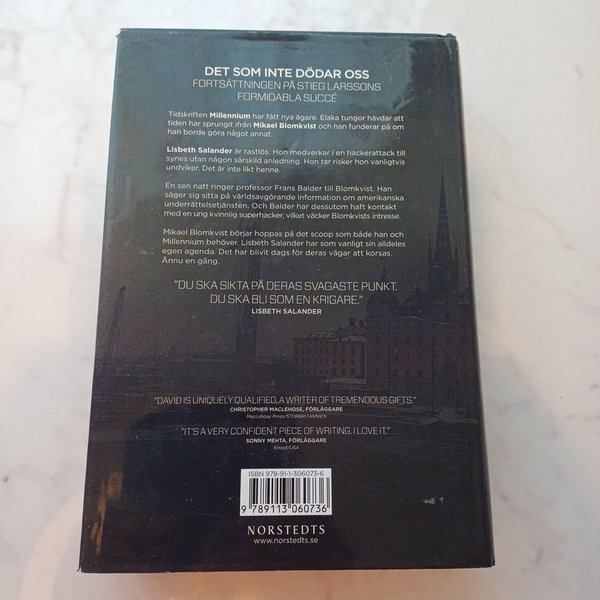 DET SOM INTE DÖDAR OSS
FORTSÄTTNINGEN PÅ STIEG LARSSONS
FORMIDABLA SUCCÉ
Tidskriften Millennium har fått nya ägare. Elaka tungor hävdar att
tiden har sprungit ifrån Mikael Blomkvist och han funderar på om
han borde göra något annat.
Lisbeth Salander är rastlös. Hon medverkar i en hackerattack till
synes utan någon särskild anledning. Hon tar risker hon vanligtvis
undviker. Det är inte likt henne.
En sen natt ringer professor Frans Balder till Blomkvist. Han
säger sig sitta på världsavgörande information om amerikanska
underrättelsetjänsten. Och Balder har dessutom haft kontakt
med en ung kvinnlig superhacker, vilket väcker Blomkvists intresse.
Mikael Blomkvist börjar hoppas på det scoop som både han och
Millennium behöver. Lisbeth Salander har som vanligt sin alldeles
egen agenda. Det har blivit dags för deras vägar att korsas.
Ännu en gång.
"DU SKA SIKTA PÅ DERAS SVAGASTE PUNKT.
DU SKA BLI SOM EN KRIGARE."
LISBETH SALANDER
"DAVID IS UNIQUELY QUALIFIED, A WRITER OF TREMENDOUS GIFTS."
CHRISTOPHER MACLEHOSE, FÖRLÄGGARE
MacLehose Press/STORBRITANNIEN
"IT'S A VERY CONFIDENT PIECE OF WRITING. I LOVE IT."
SONNY MEHTA, FÖRLÄGGARE
Knopf/USA
ISBN 978-91-1-306073-6
9 789113 060736
NORSTEDTS
www.norstedts.se